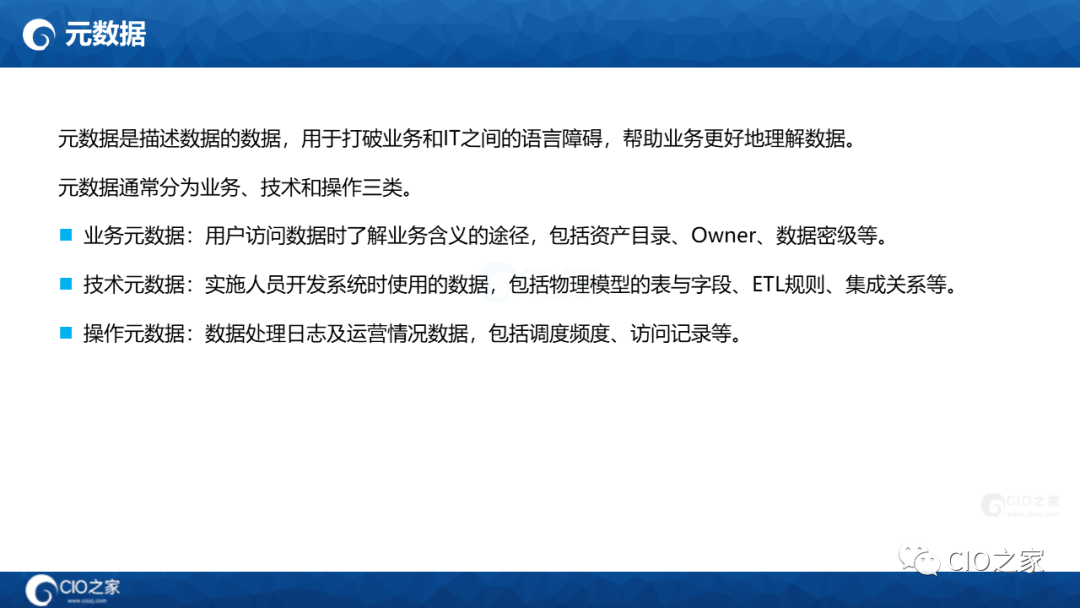 元数据
元数据是描述数据的数据，用于打破业务和IT之间的语言障碍，帮助业务更好地理解数据。
元数据通常分为业务、技术和操作三类。
业务元数据：用户访问数据时了解业务含义的途径，包括资产目录、Owner、数据密级等。
技术元数据：实施人员开发系统时使用的数据，包括物理模型的表与字段、ETL规则、集成关系等。
操作元数据：数据处理日志及运营情况数据，包括调度频度、访问记录等。
CIO之家
www.ciozj.com
CIO之家
CIO之家
www.ciozj.com